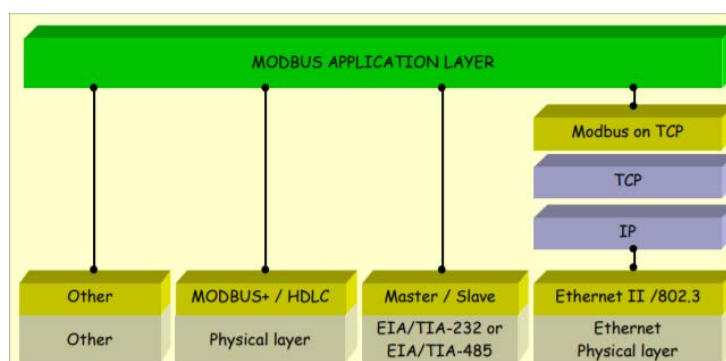 MODBUS APPLICATION LAYER
Modbus on TCP
TCP
IP
Other
MODBUS+ / HDLC
Master / Slave
Ethernet II /802.3
Other
Physical layer
EIA/TIA-232 or
EIA/TIA-485
Ethernet
Physical layer